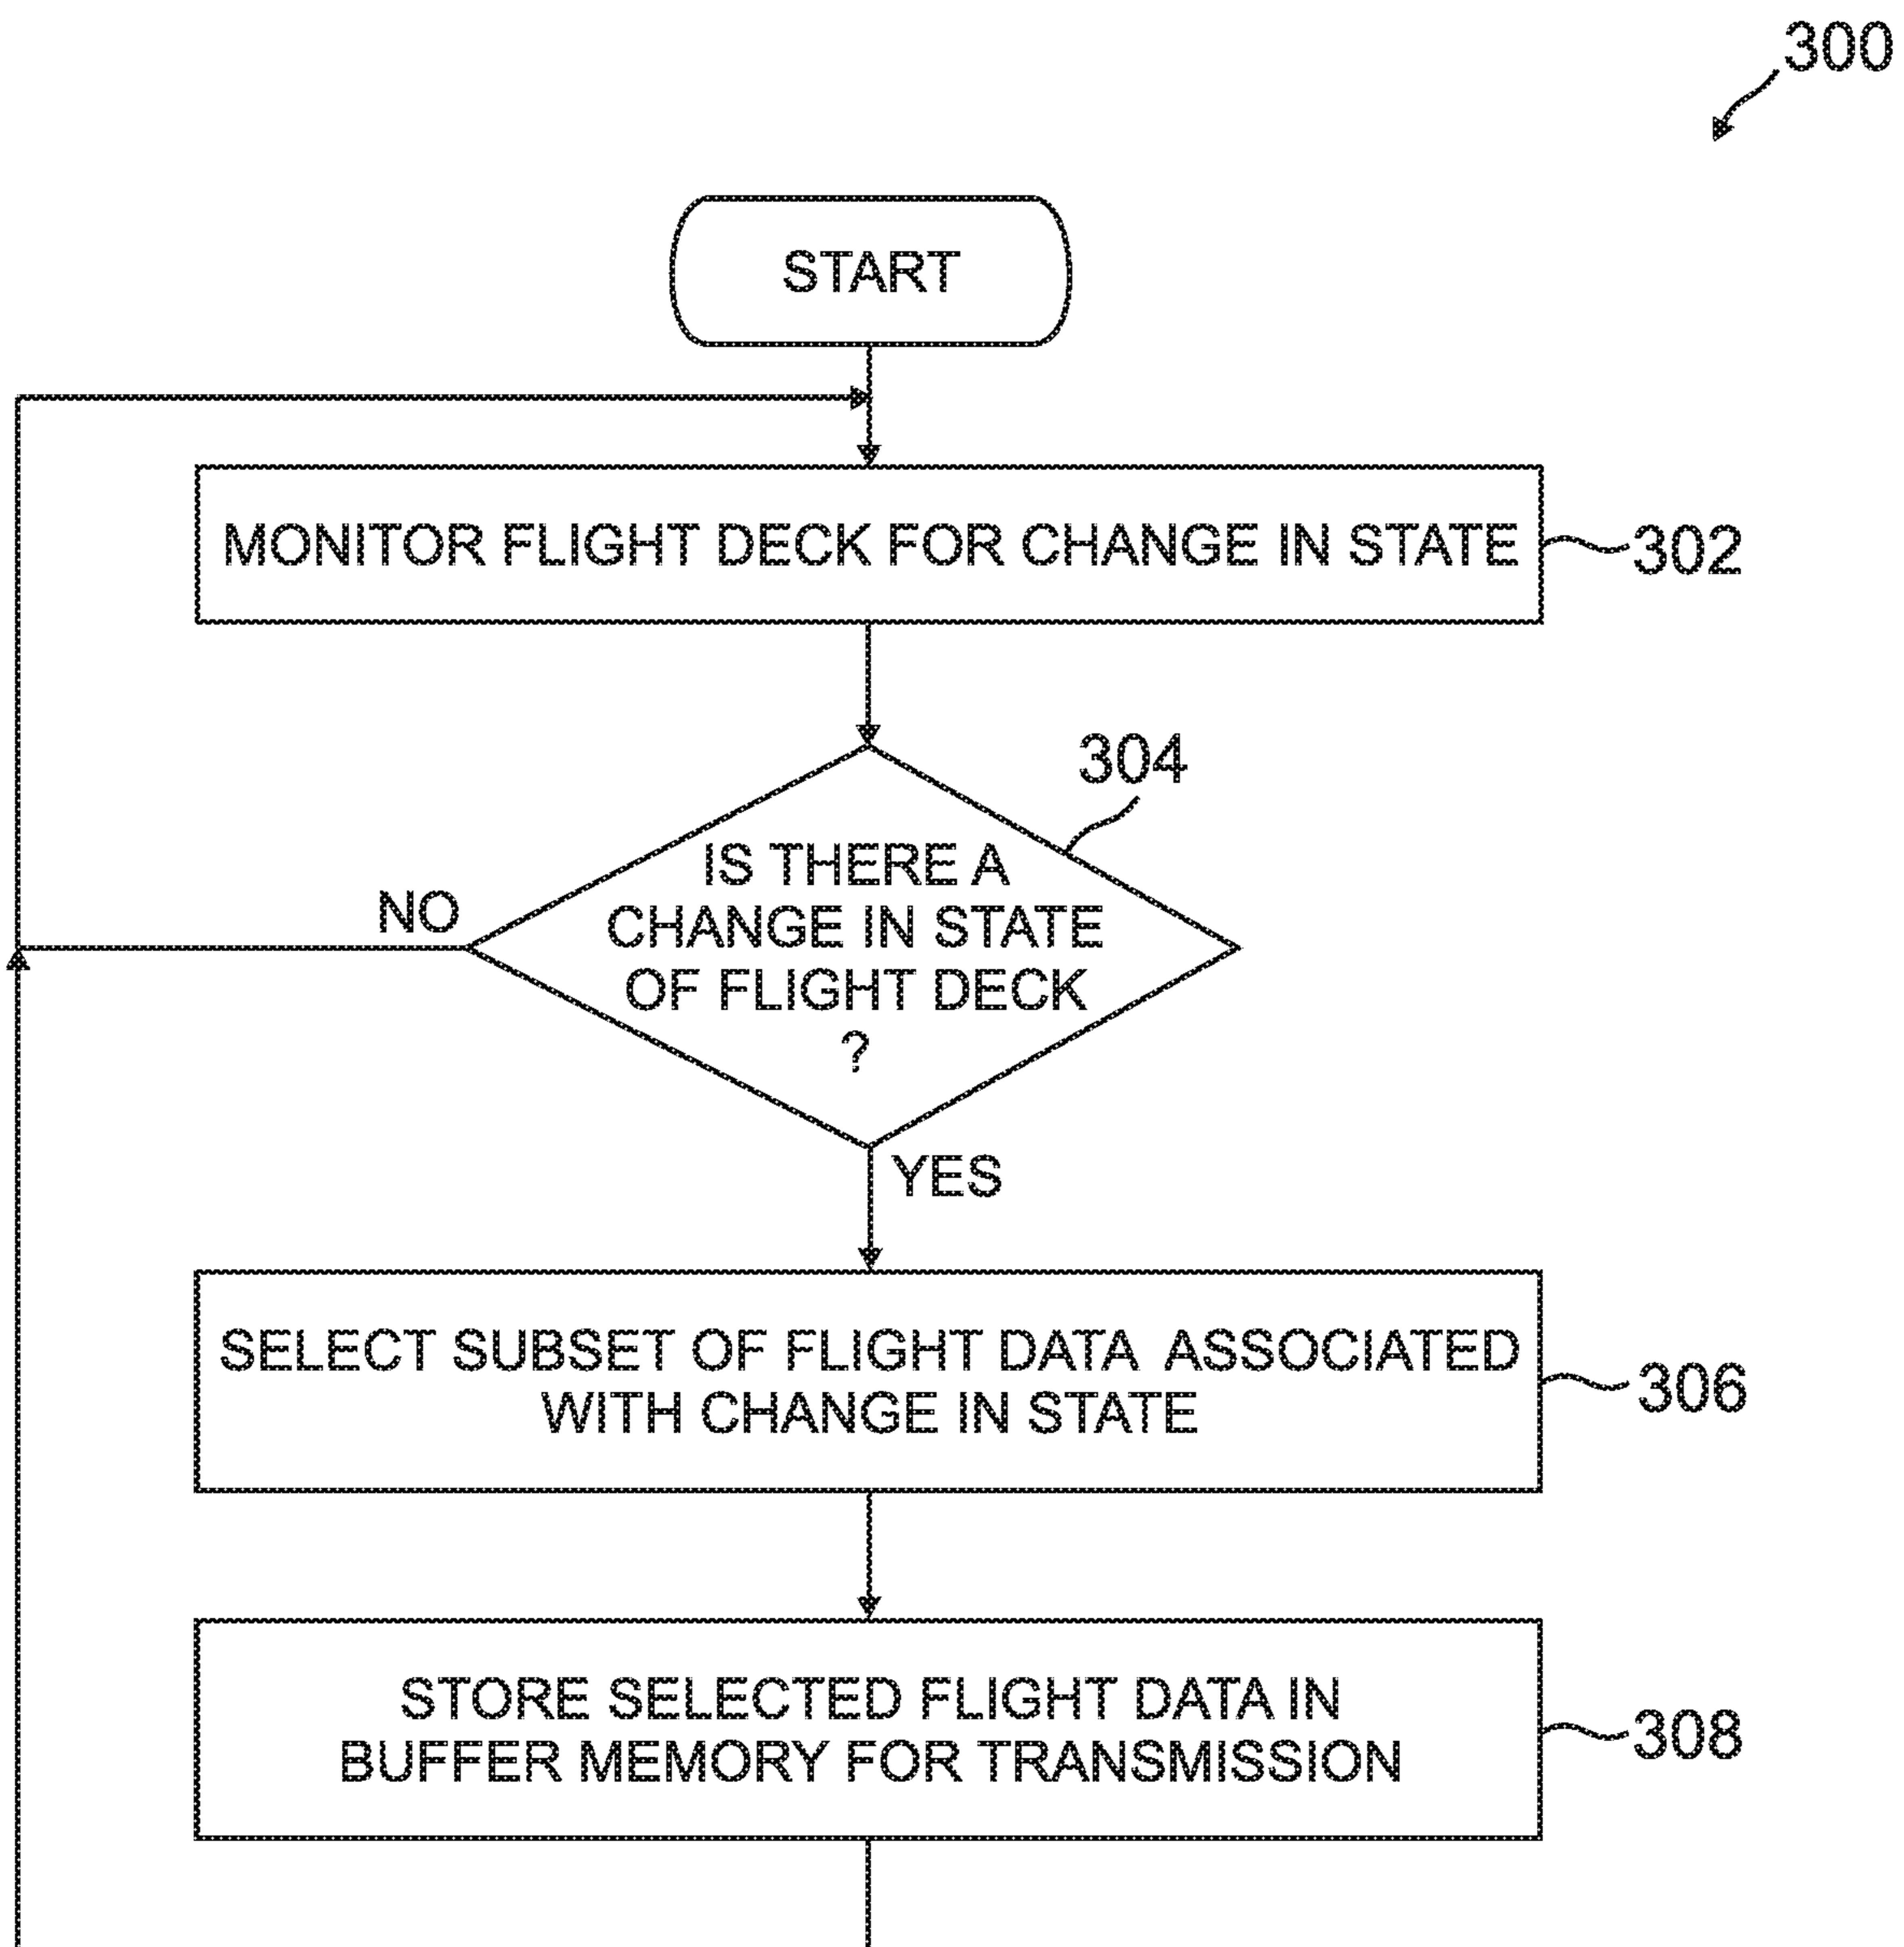 300
START
MONITOR FLIGHT DECK FOR CHANGE IN STATE
302
304
IS THERE A
CHANGE IN STATE
OF FLIGHT DECK
?
NO
YES
SELECT SUBSET OF FLIGHT DATA ASSOCIATED
WITH CHANGE IN STATE
306
STORE SELECTED FLIGHT DATA IN
BUFFER MEMORY FOR TRANSMISSION
308